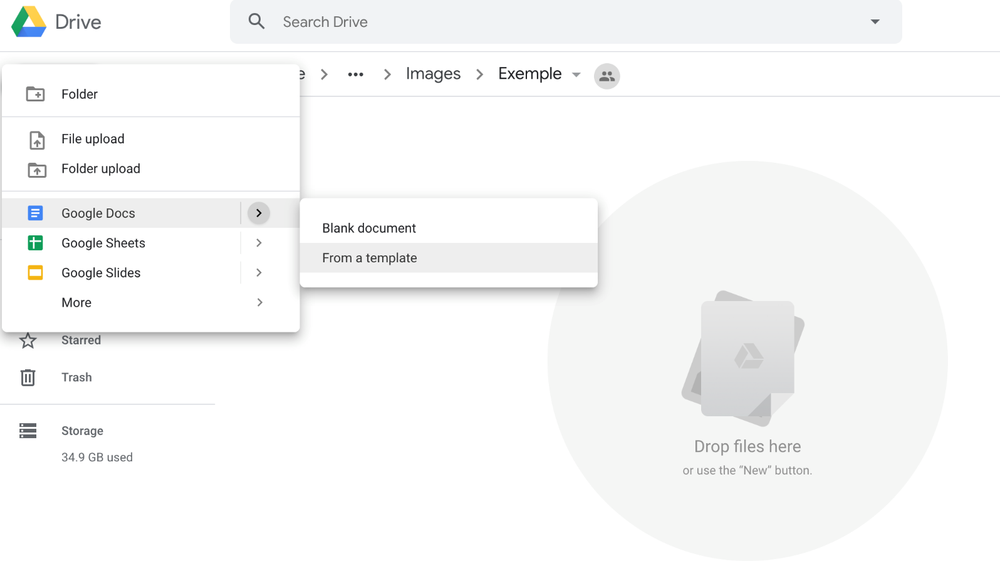 Drive
Search Drive
e > ... > Images > Exemple
Folder
File upload
Folder upload
Google Docs
Blank document
Google Sheets
From a template
Google Slides
More
Starred
Trash
Storage
34.9 GB used
Drop files here
or use the “New” button.